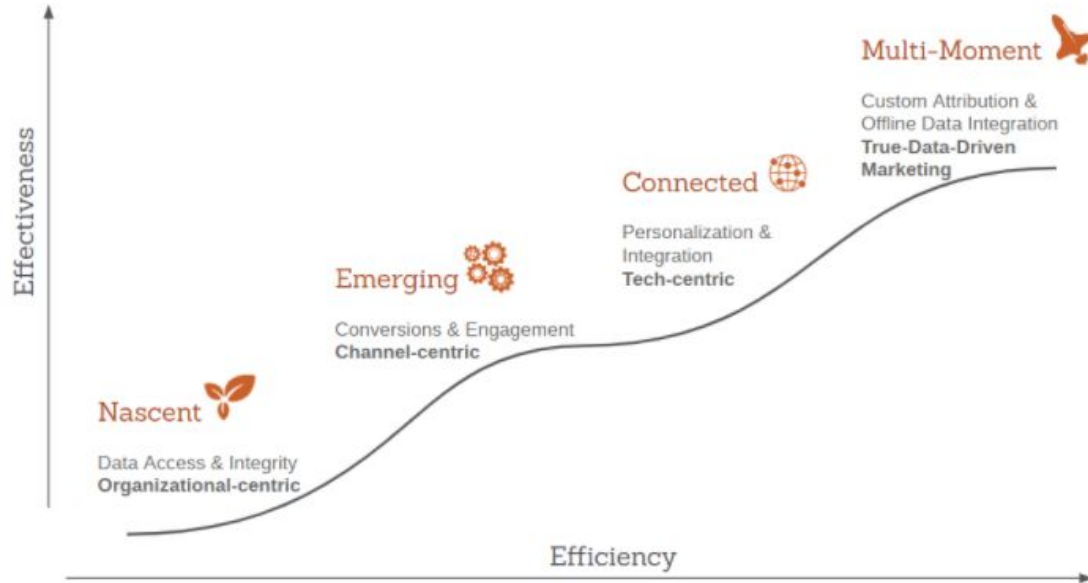 Effectiveness
Multi-Moment
Custom Attribution &
Offline Data Integration
True-Data-Driven
Marketing
Connected
Personalization &
Integration
Tech-centric
Emerging
Conversions & Engagement
Channel-centric
Nascent
Data Access & Integrity
Organizational-centric
Efficiency